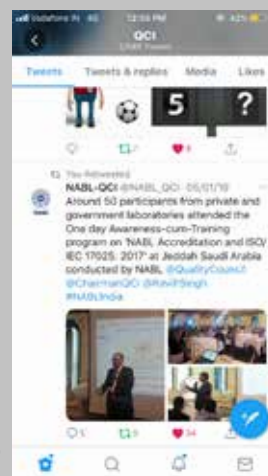 Vodafone IN 4G 12:55 PM 42%
QCI
Tweets Tweets & replies Media Likes
5 ?
You Retweeted
NABL-QCI @NABL_QCI · 05/01/19
Around 50 participants from private and
government laboratories attended the
One day Awareness-cum-Training
program on 'NABL Accreditation and ISO/
IEC 17025: 2017' at Jeddah Saudi Arabia
conducted by NABL @QualityCouncil
@ChairmanQCI
#NABLIndia